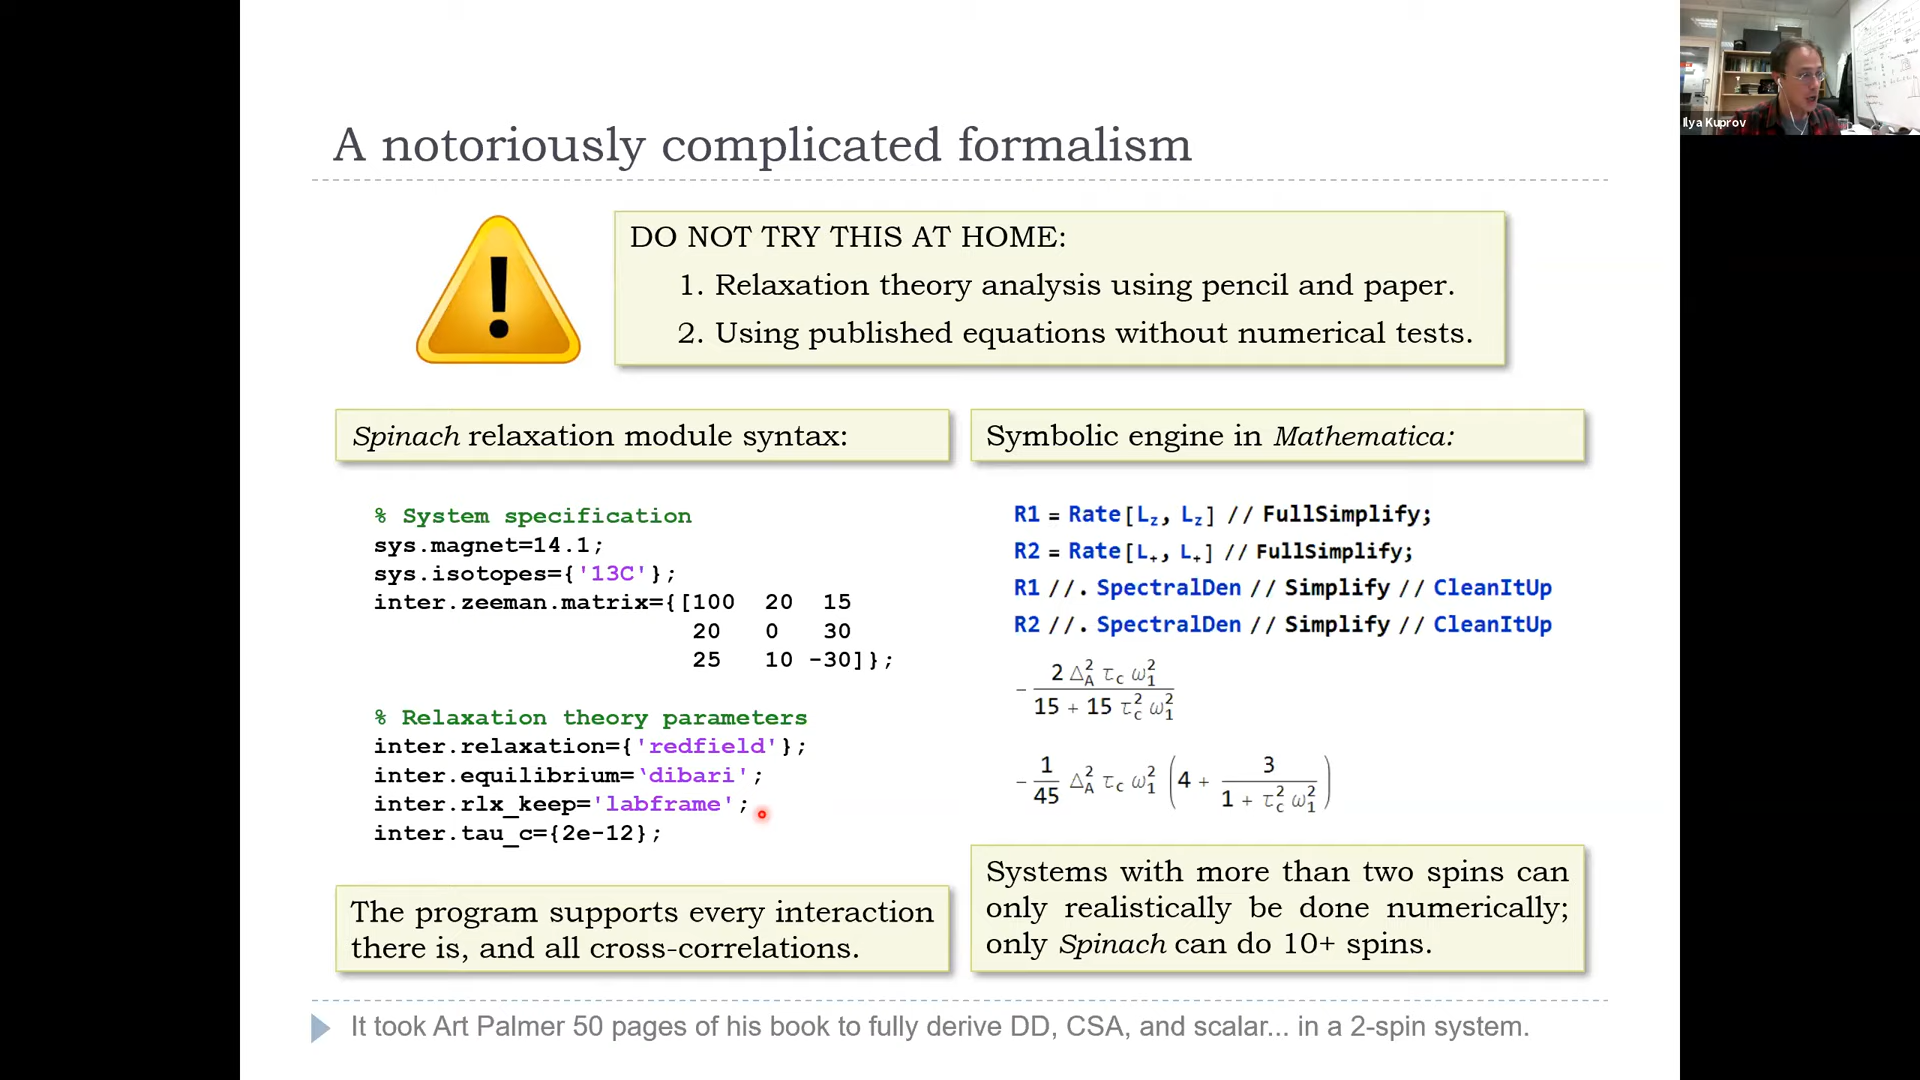 Ilya Kuprov
A notoriously complicated formalism
!
DO NOT TRY THIS AT HOME:
1. Relaxation theory analysis using pencil and paper.
2. Using published equations without numerical tests.
Spinach relaxation module syntax:
% System specification
sys.magnet=14.1;
sys.isotopes={'13C'};
inter.zeeman.matrix={[100 20 15
20 0 30
25 10 -30]};
% Relaxation theory parameters
inter.relaxation={'redfield'};
inter.equilibrium=‘dibari';
inter.rlx_keep='labframe';
inter.tau_c={2e-12};
The program supports every interaction
there is, and all cross-correlations.
Symbolic engine in Mathematica:
R1 = Rate[L_z, L_z] // FullSimplify;
R2 = Rate[L_+, L_+] // FullSimplify;
R1 //. SpectralDen // Simplify // CleanItUp
R2 //. SpectralDen // Simplify // CleanItUp
- \frac{2 Δ_A^2 τ_c ω_1^2}{15 + 15 τ_c^2 ω_1^2}
- \frac{1}{45} Δ_A^2 τ_c ω_1^2 (4 + \frac{3}{1 + τ_c^2 ω_1^2})
Systems with more than two spins can
only realistically be done numerically;
only Spinach can do 10+ spins.
It took Art Palmer 50 pages of his book to fully derive DD, CSA, and scalar... in a 2-spin system.